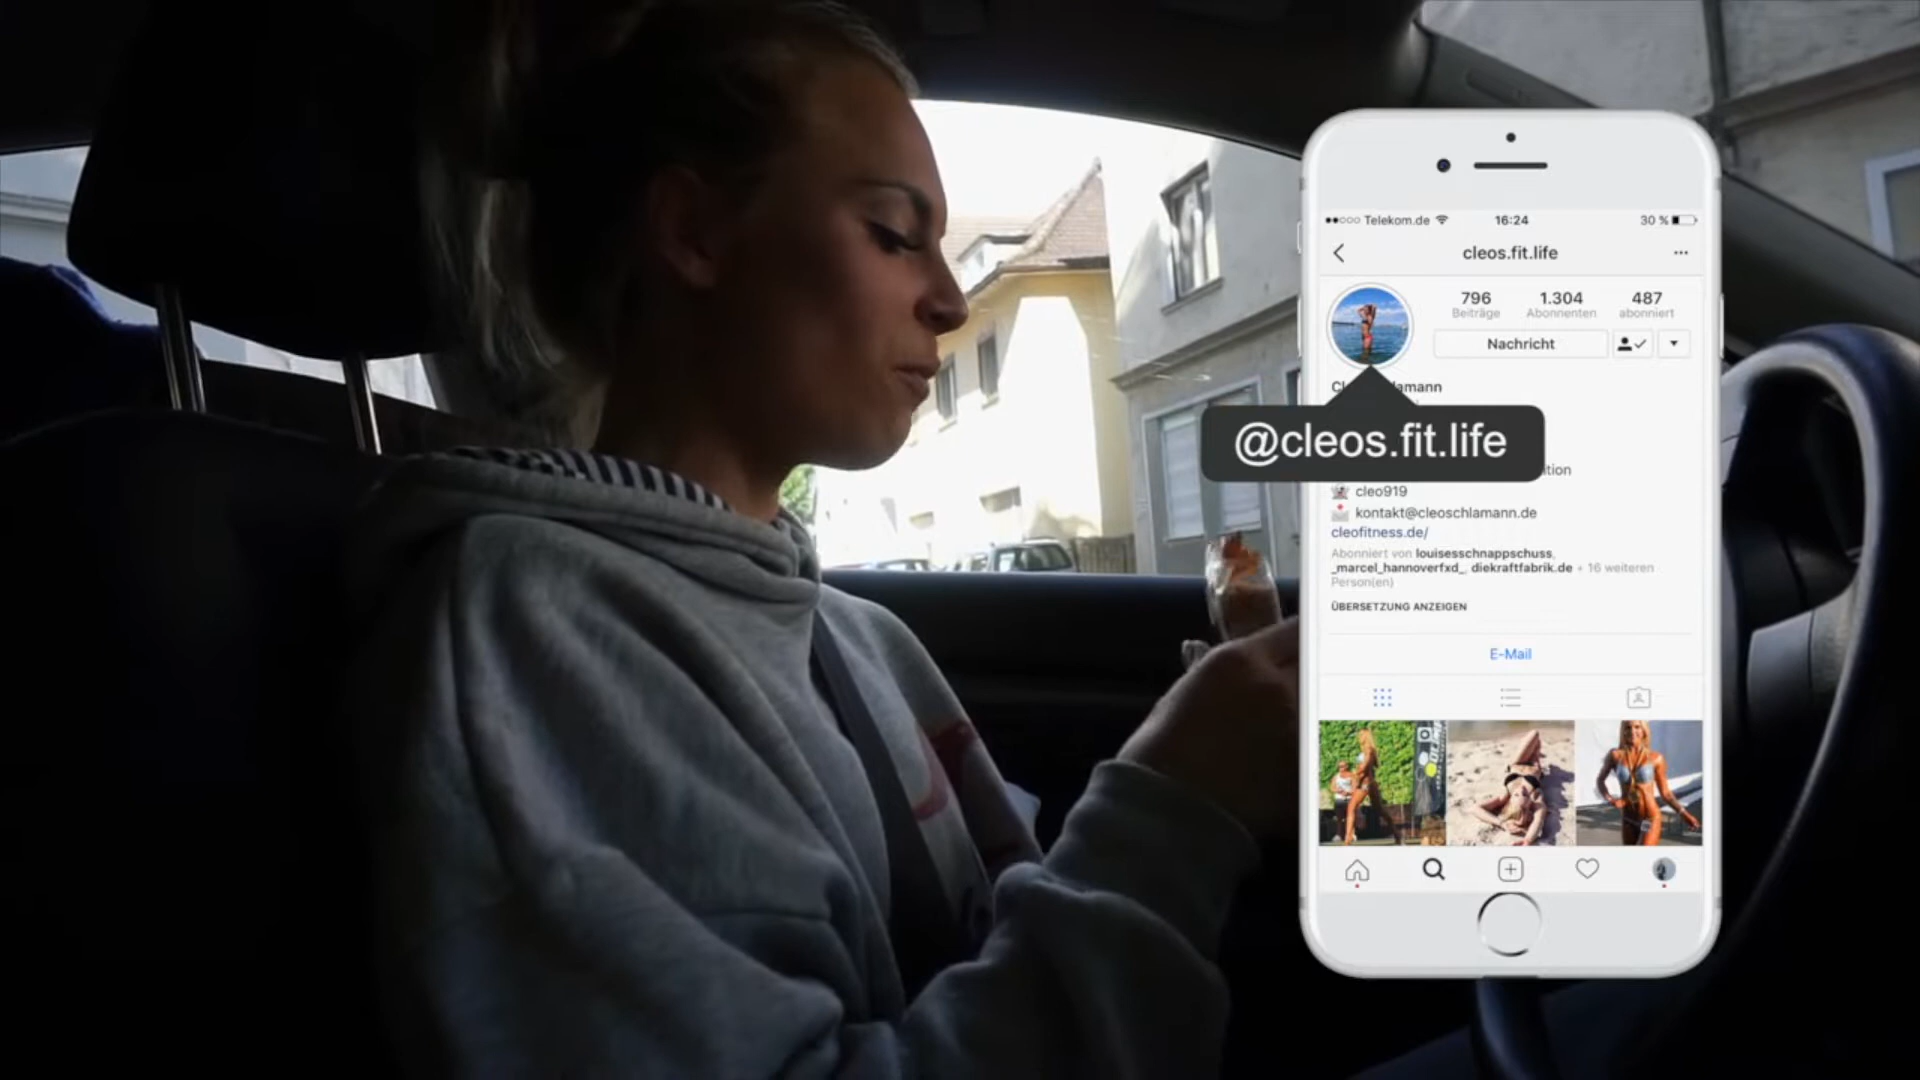 Telekom.de 16:24 30 %
cleos.fit.life
796 1.304 487
Beiträge Abonnenten abonniert
Nachricht
@cleos.fit.life
cleo919
kontakt@cleoschlamann.de
cleofitness.de/
Abonniert von louisesschnappschuss,
_marcel_hannoverfxd_, diekraftfabrik.de + 16 weiteren
Person(en)
ÜBERSETZUNG ANZEIGEN
E-Mail